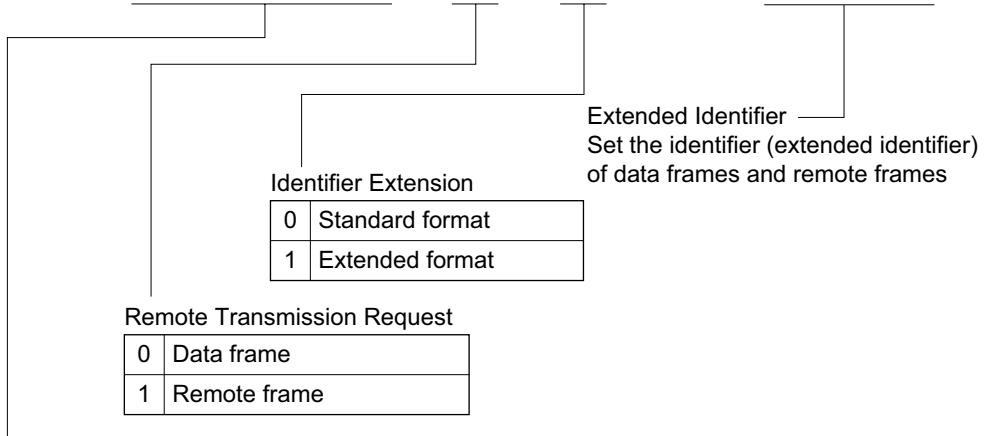 Extended Identifier
Set the identifier (extended identifier)
of data frames and remote frames
Identifier Extension
0 Standard format
1 Extended format
Remote Transmission Request
0 Data frame
1 Remote frame